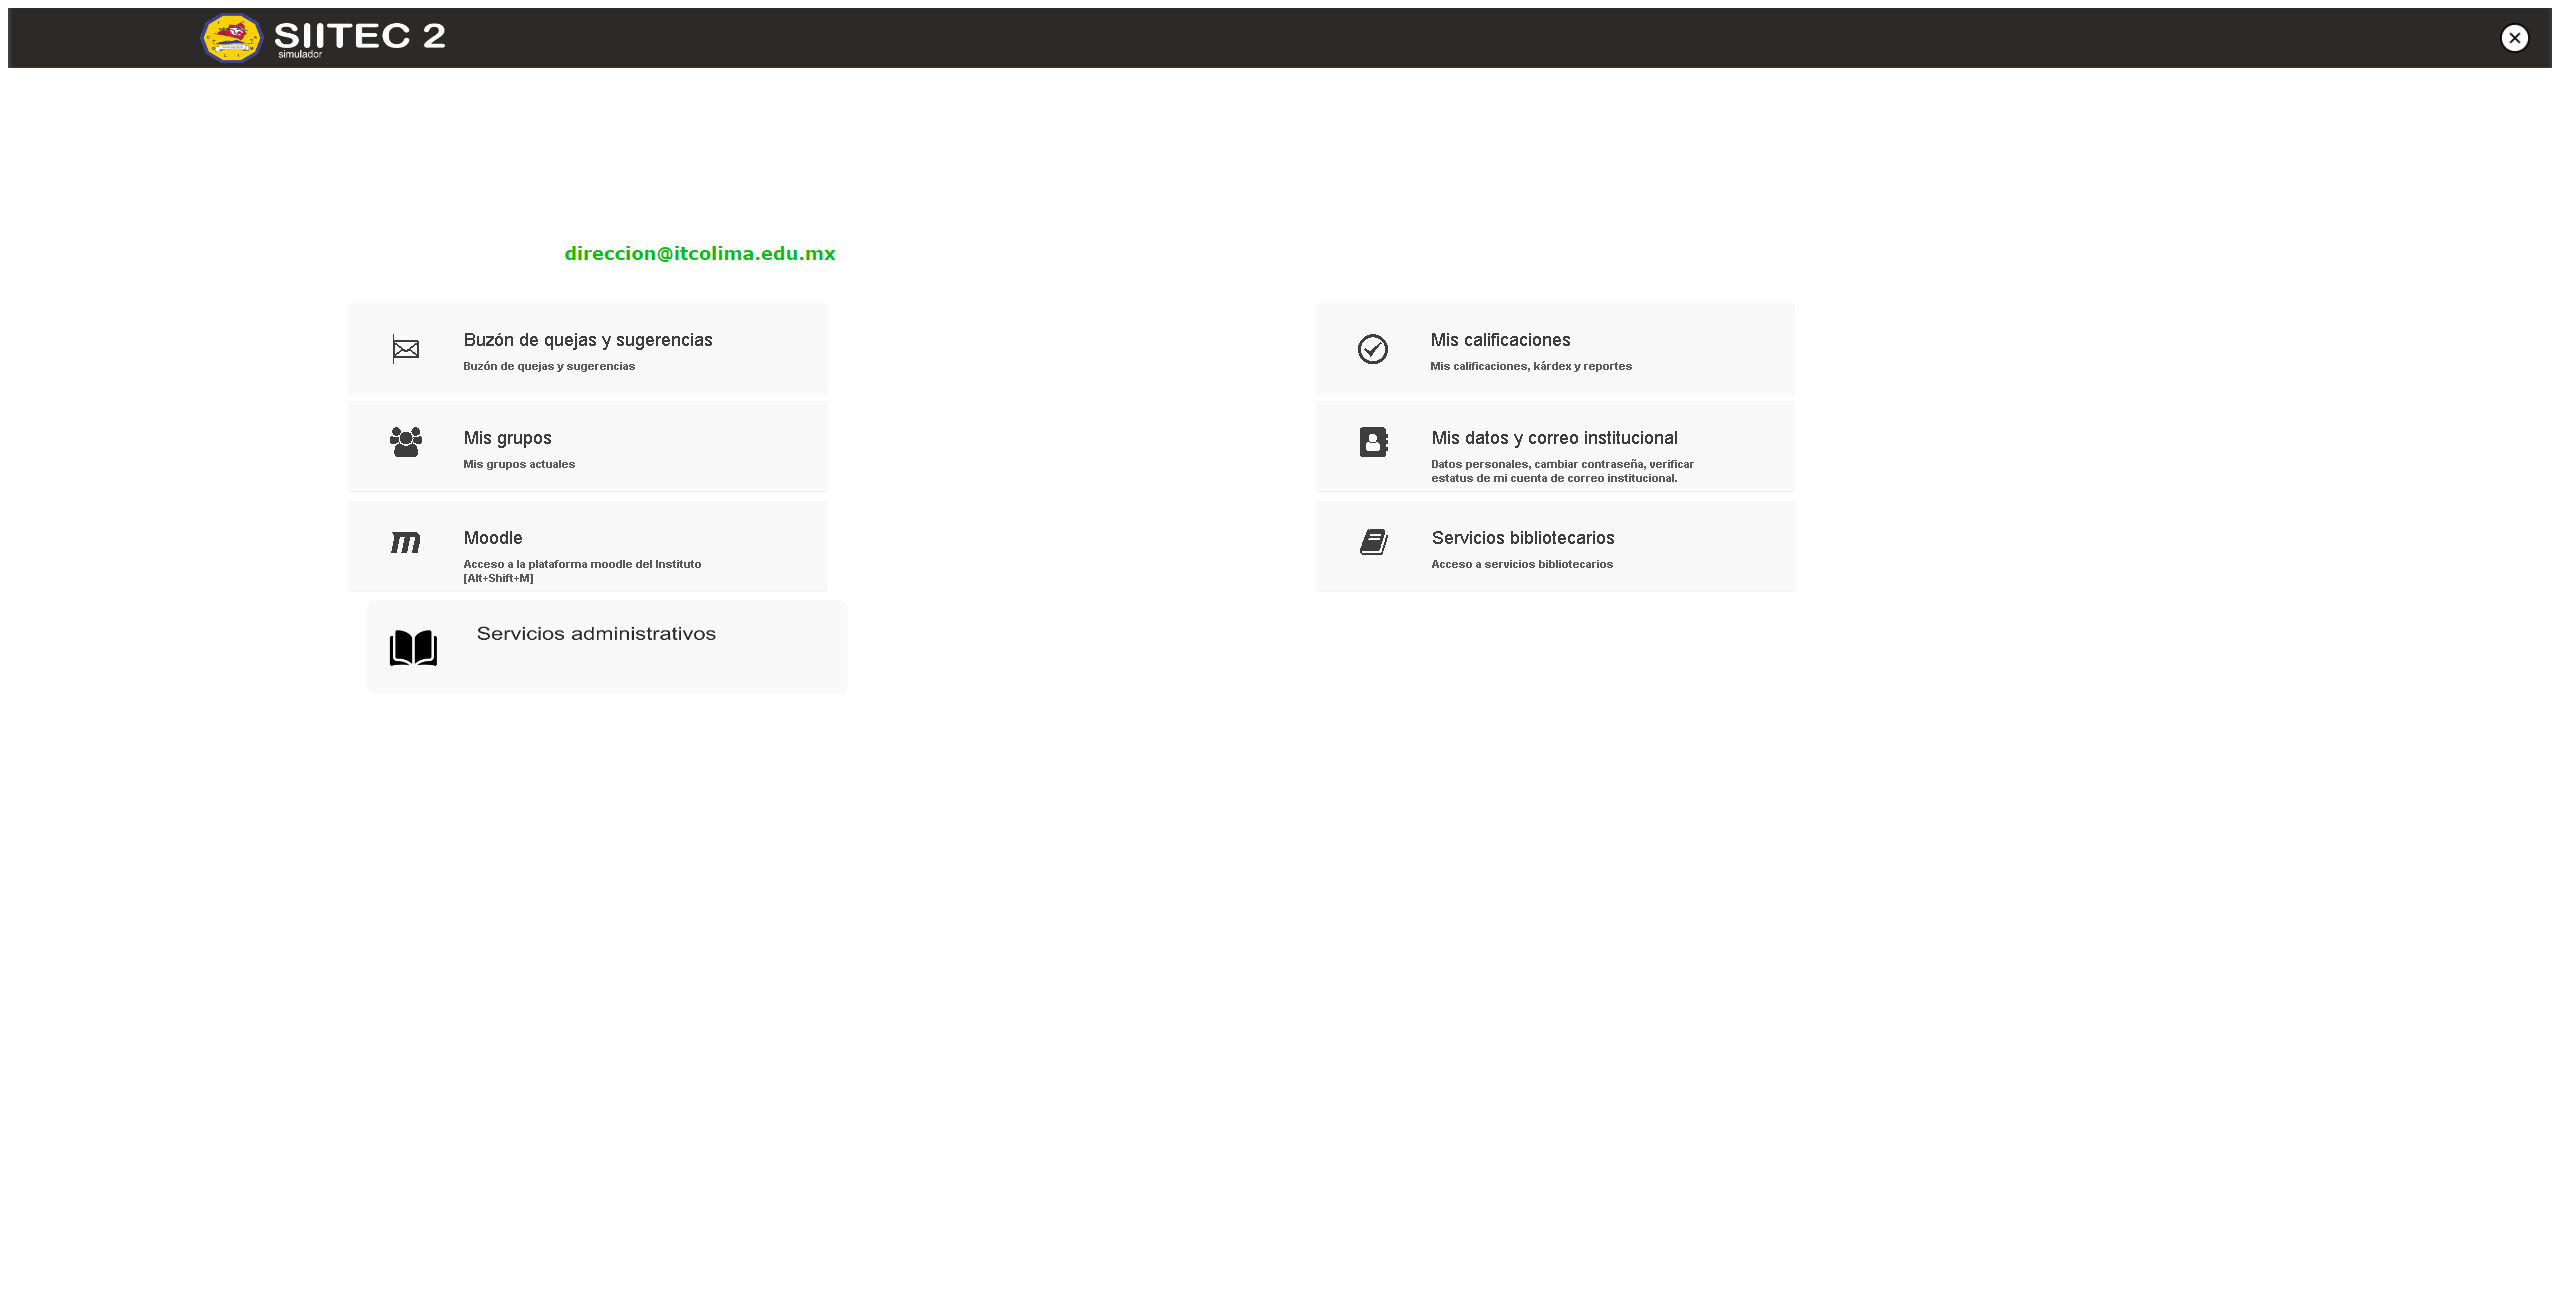 SIITEC 2
simulador
direccion@itcolima.edu.mx
Buzón de quejas y sugerencias
Buzón de quejas y sugerencias
Mis calificaciones
Mis calificaciones, kárdex y reportes
Mis grupos
Mis grupos actuales
Mis datos y correo institucional
Datos personales, cambiar contraseña, verificar
estatus de mi cuenta de correo institucional.
Moodle
Acceso a la plataforma moodle del Instituto
[Alt+Shift+M]
Servicios bibliotecarios
Acceso a servicios bibliotecarios
Servicios administrativos